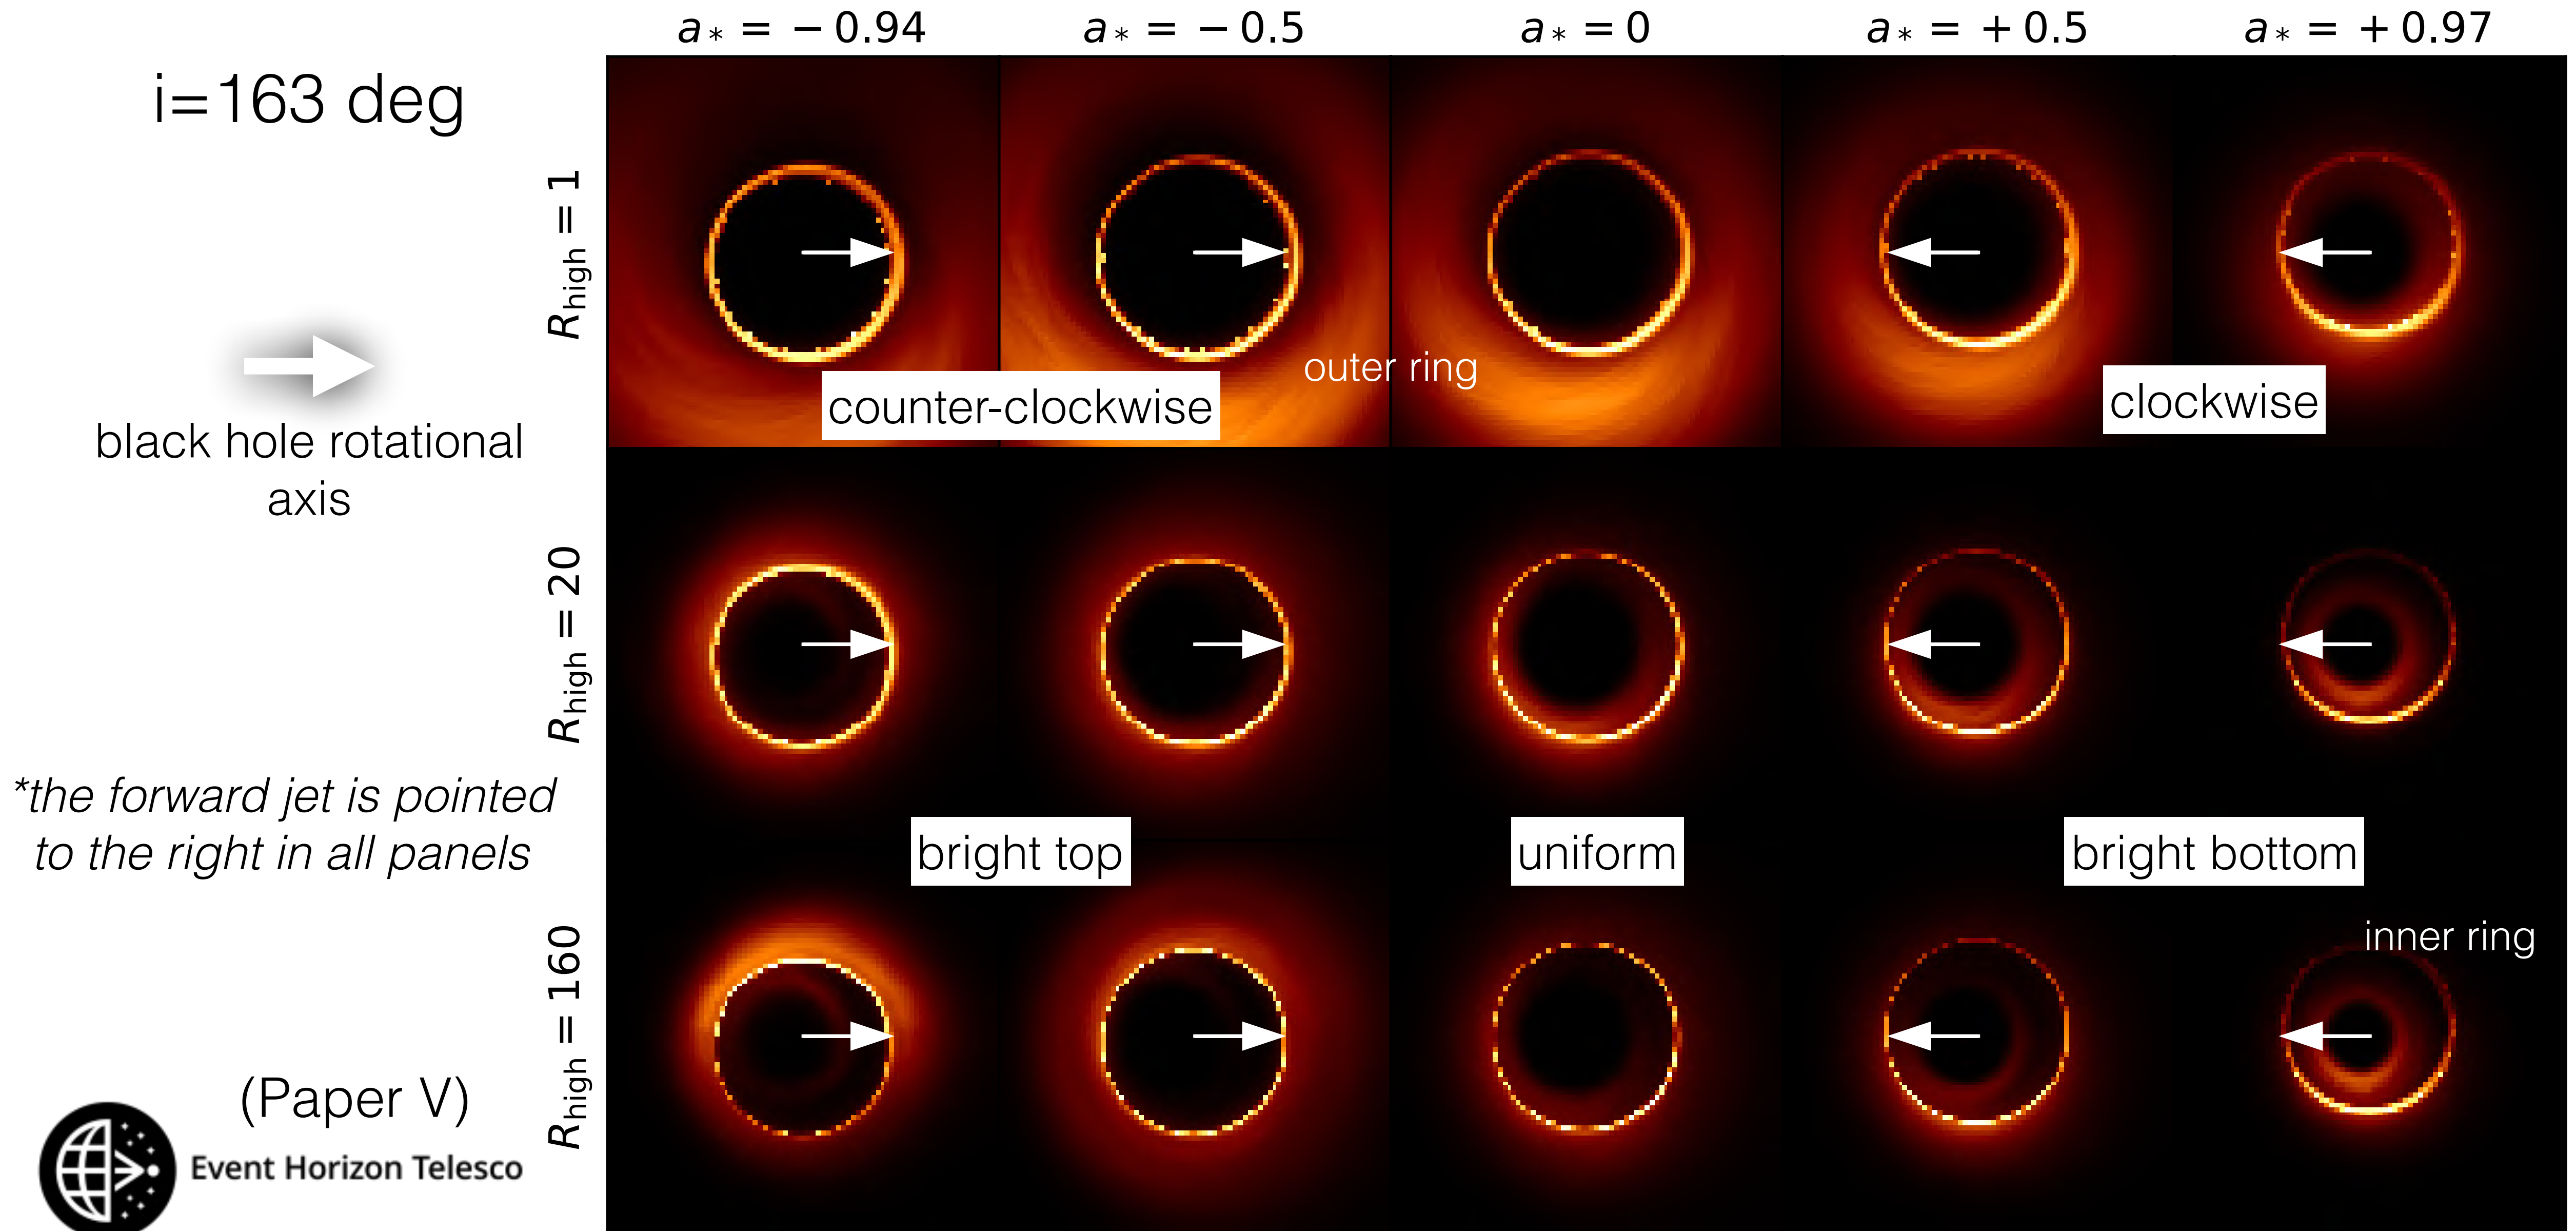 a* = −0.94
a* = −0.5
a* = 0
a* = +0.5
a* = +0.97
i=163 deg
R_high = 1
outer ring
counter-clockwise
clockwise
black hole rotational
axis
R_high = 20
*the forward jet is pointed
to the right in all panels
bright top
uniform
bright bottom
R_high = 160
inner ring
(Paper V)
Event Horizon Telesco